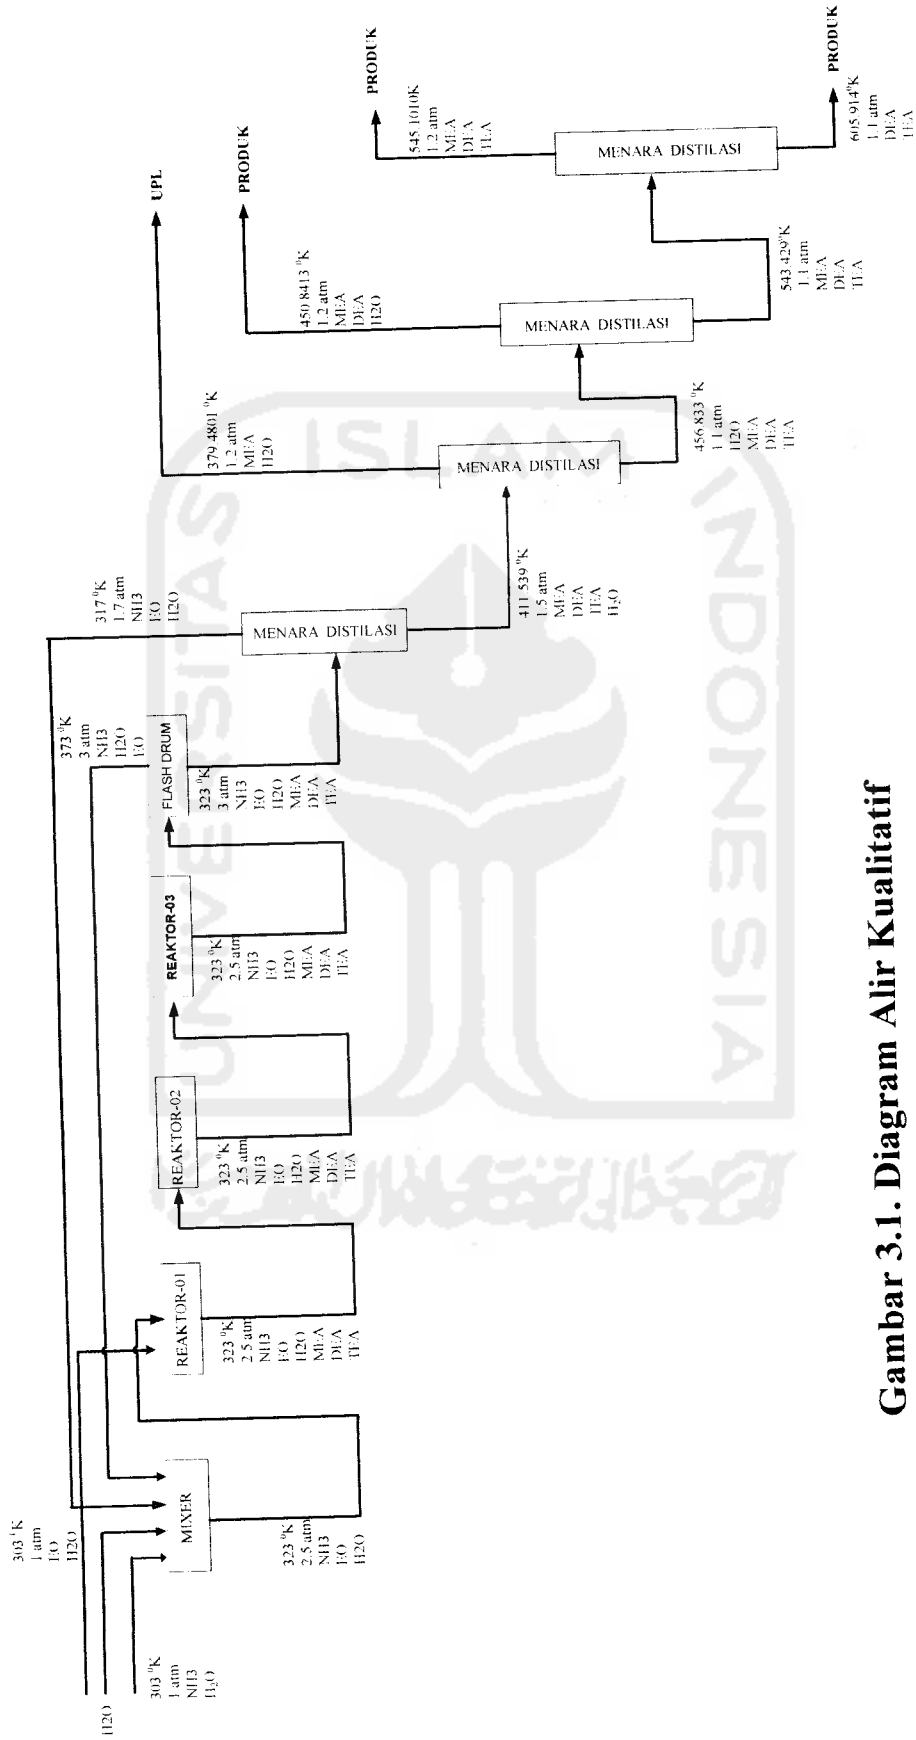 303 °K
1 atm
EO
H2O
H2O
303 °K
1 atm
NH3
H₂O
MIXER
323 °K
2.5 atm
NH3
EO
H2O
REAKTOR-01
323 °K
2.5 atm
NH3
EO
H2O
MEA
DEA
TEA
REAKTOR-02
323 °K
2.5 atm
NH3
EO
H2O
MEA
DEA
TEA
REAKTOR-03
323 °K
2.5 atm
NH3
EO
H2O
MEA
DEA
TEA
373 °K
3 atm
NH3
H2O
EO
FLASH DRUM
323 °K
3 atm
NH3
EO
H2O
MEA
DEA
TEA
317 °K
1.7 atm
NH3
EO
H2O
MENARA DISTILASI
411.539 °K
1.5 atm
MEA
DEA
TEA
H₂O
379.4801 °K
1.2 atm
MEA
H2O
UPL
MENARA DISTILASI
456.833 °K
1.1 atm
H2O
MEA
DEA
TEA
450.8413 °K
1.2 atm
MEA
DEA
H2O
PRODUK
MENARA DISTILASI
543.429°K
1.1 atm
MEA
DEA
TEA
545.1010K
1.2 atm
MEA
DEA
TEA
PRODUK
MENARA DISTILASI
605.914°K
1.1 atm
DEA
TEA
PRODUK
Gambar 3.1. Diagram Alir Kualitatif
UNIVERSITAS
ISLAM
INDONESIA